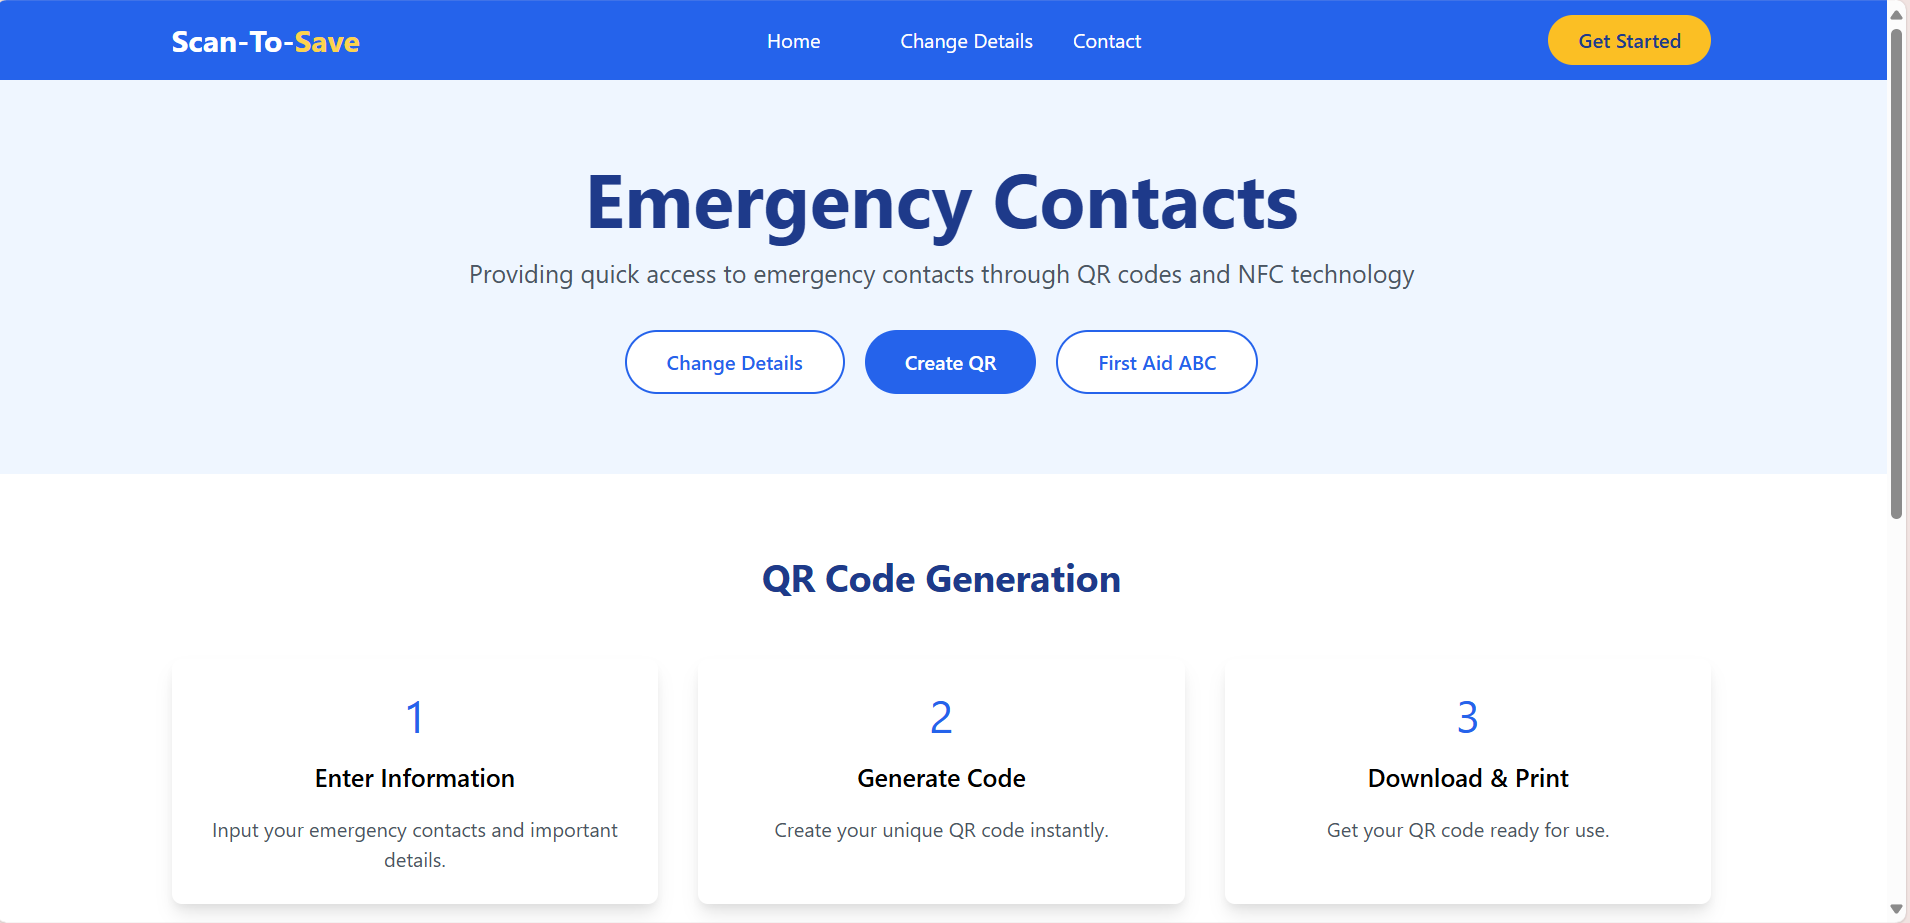 Scan-To-Save
Home
Change Details
Contact
Get Started
Emergency Contacts
Providing quick access to emergency contacts through QR codes and NFC technology
Change Details
Create QR
First Aid ABC
QR Code Generation
1
Enter Information
Input your emergency contacts and important
details.
2
Generate Code
Create your unique QR code instantly.
3
Download & Print
Get your QR code ready for use.